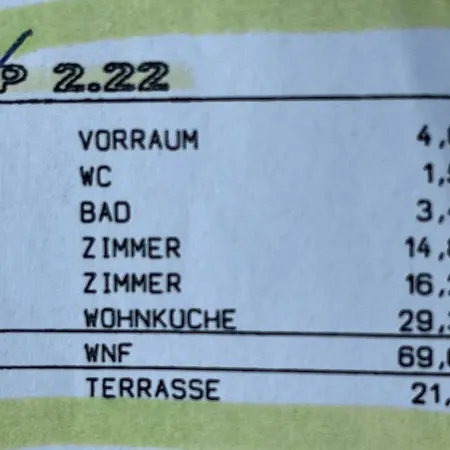 P 2.22
VORRAUM 4,
WC 1,
BAD 3,
ZIMMER 14,
ZIMMER 16,
WOHNKÜCHE 29,
WNF 69,
TERRASSE 21,